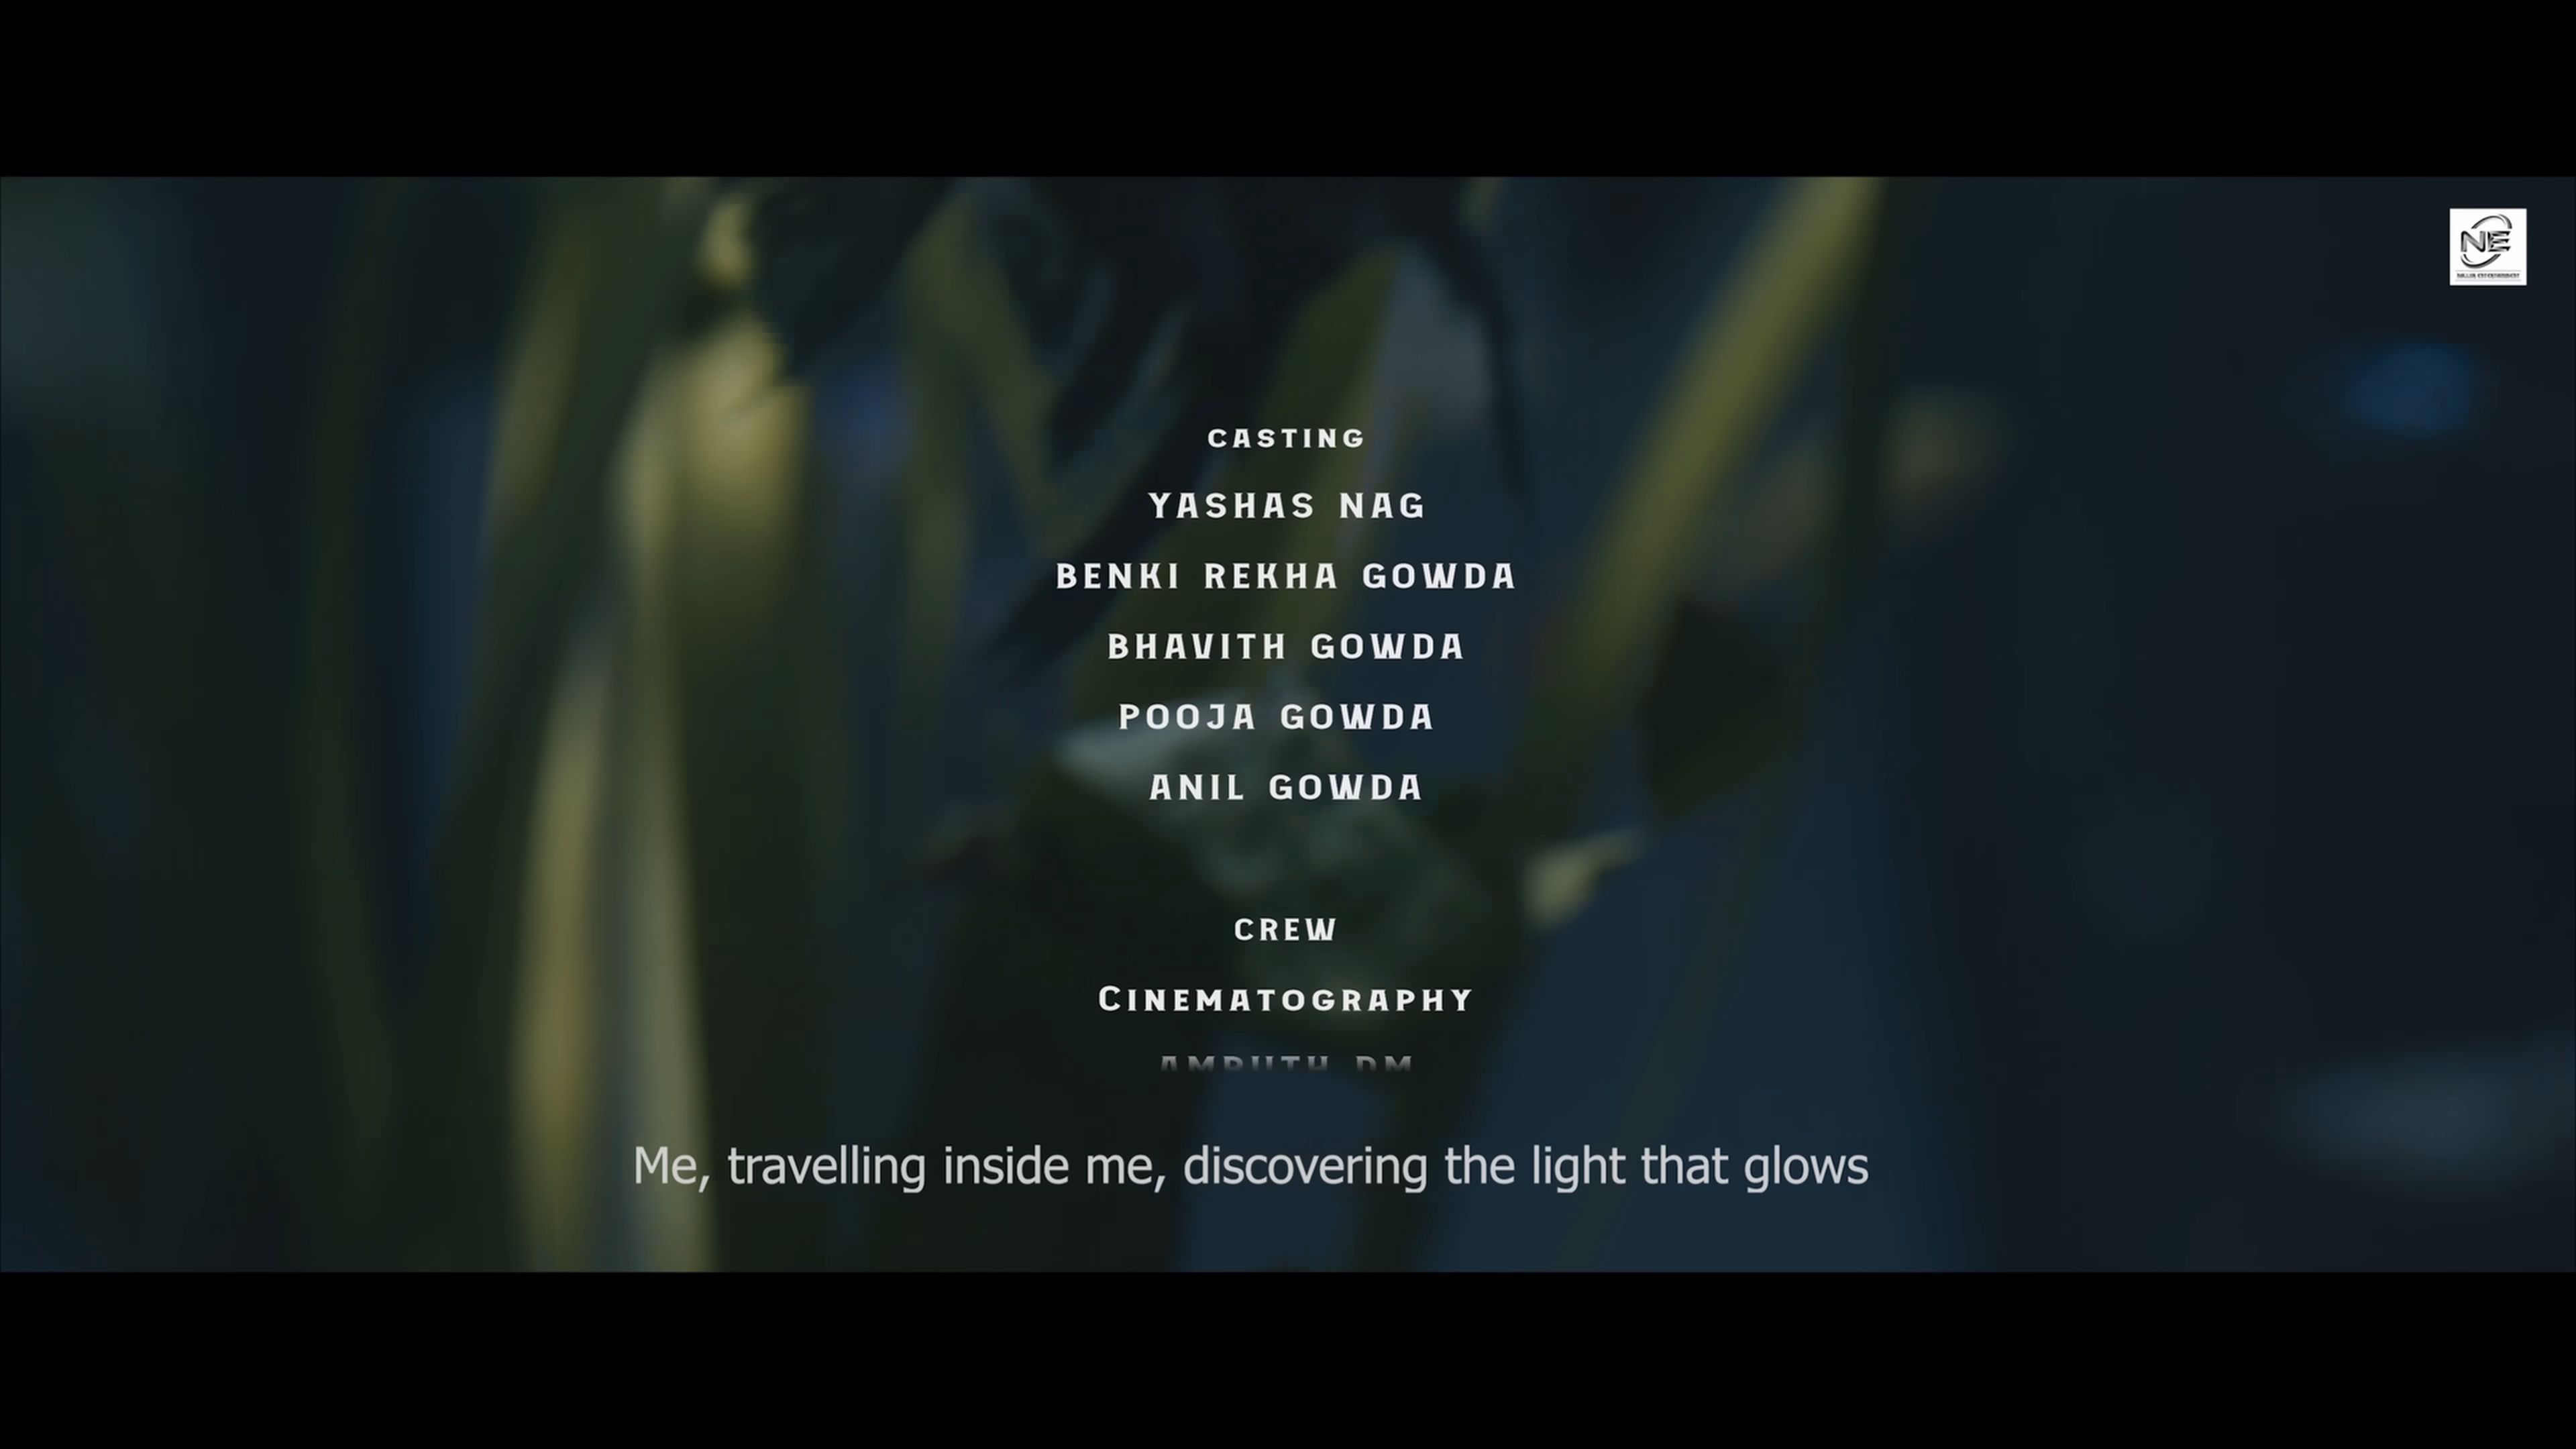 NE
CASTING
YASHAS NAG
BENKI REKHA GOWDA
BHAVITH GOWDA
POOJA GOWDA
ANIL GOWDA
CREW
CINEMATOGRAPHY
Me, travelling inside me, discovering the light that glows